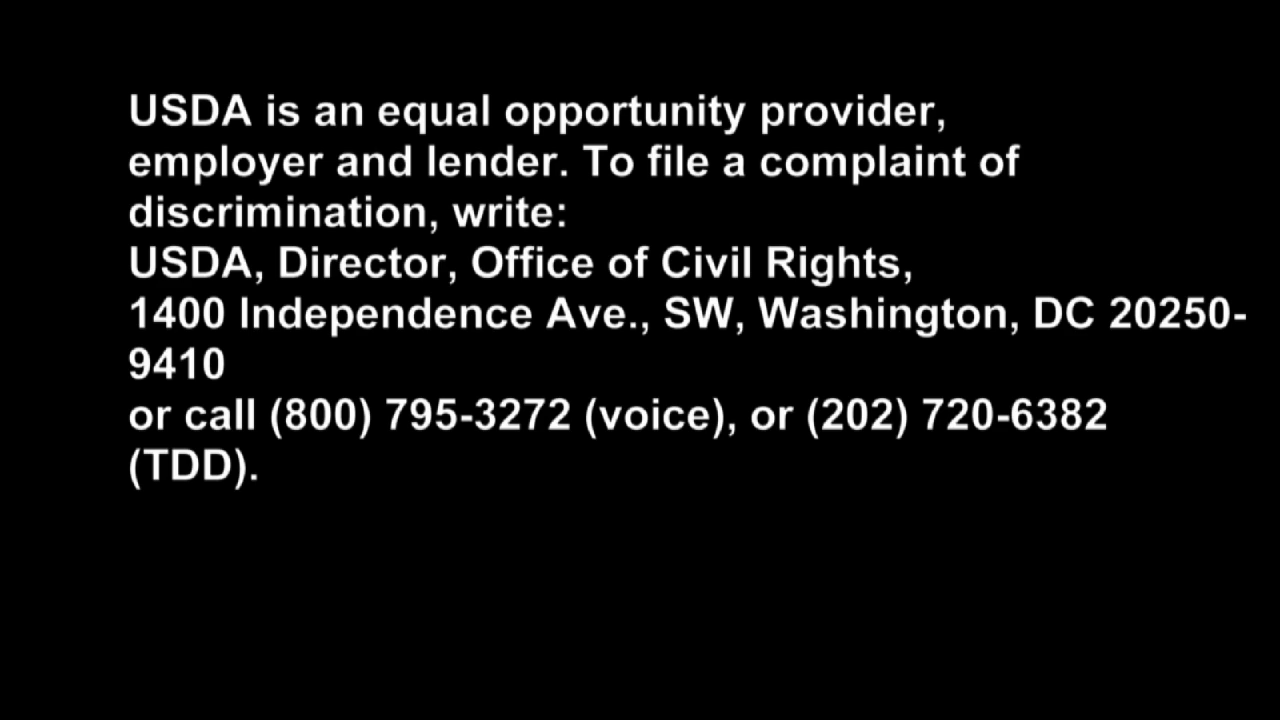 USDA is an equal opportunity provider,
employer and lender. To file a complaint of
discrimination, write:
USDA, Director, Office of Civil Rights,
1400 Independence Ave., SW, Washington, DC 20250-
9410
or call (800) 795-3272 (voice), or (202) 720-6382
(TDD).